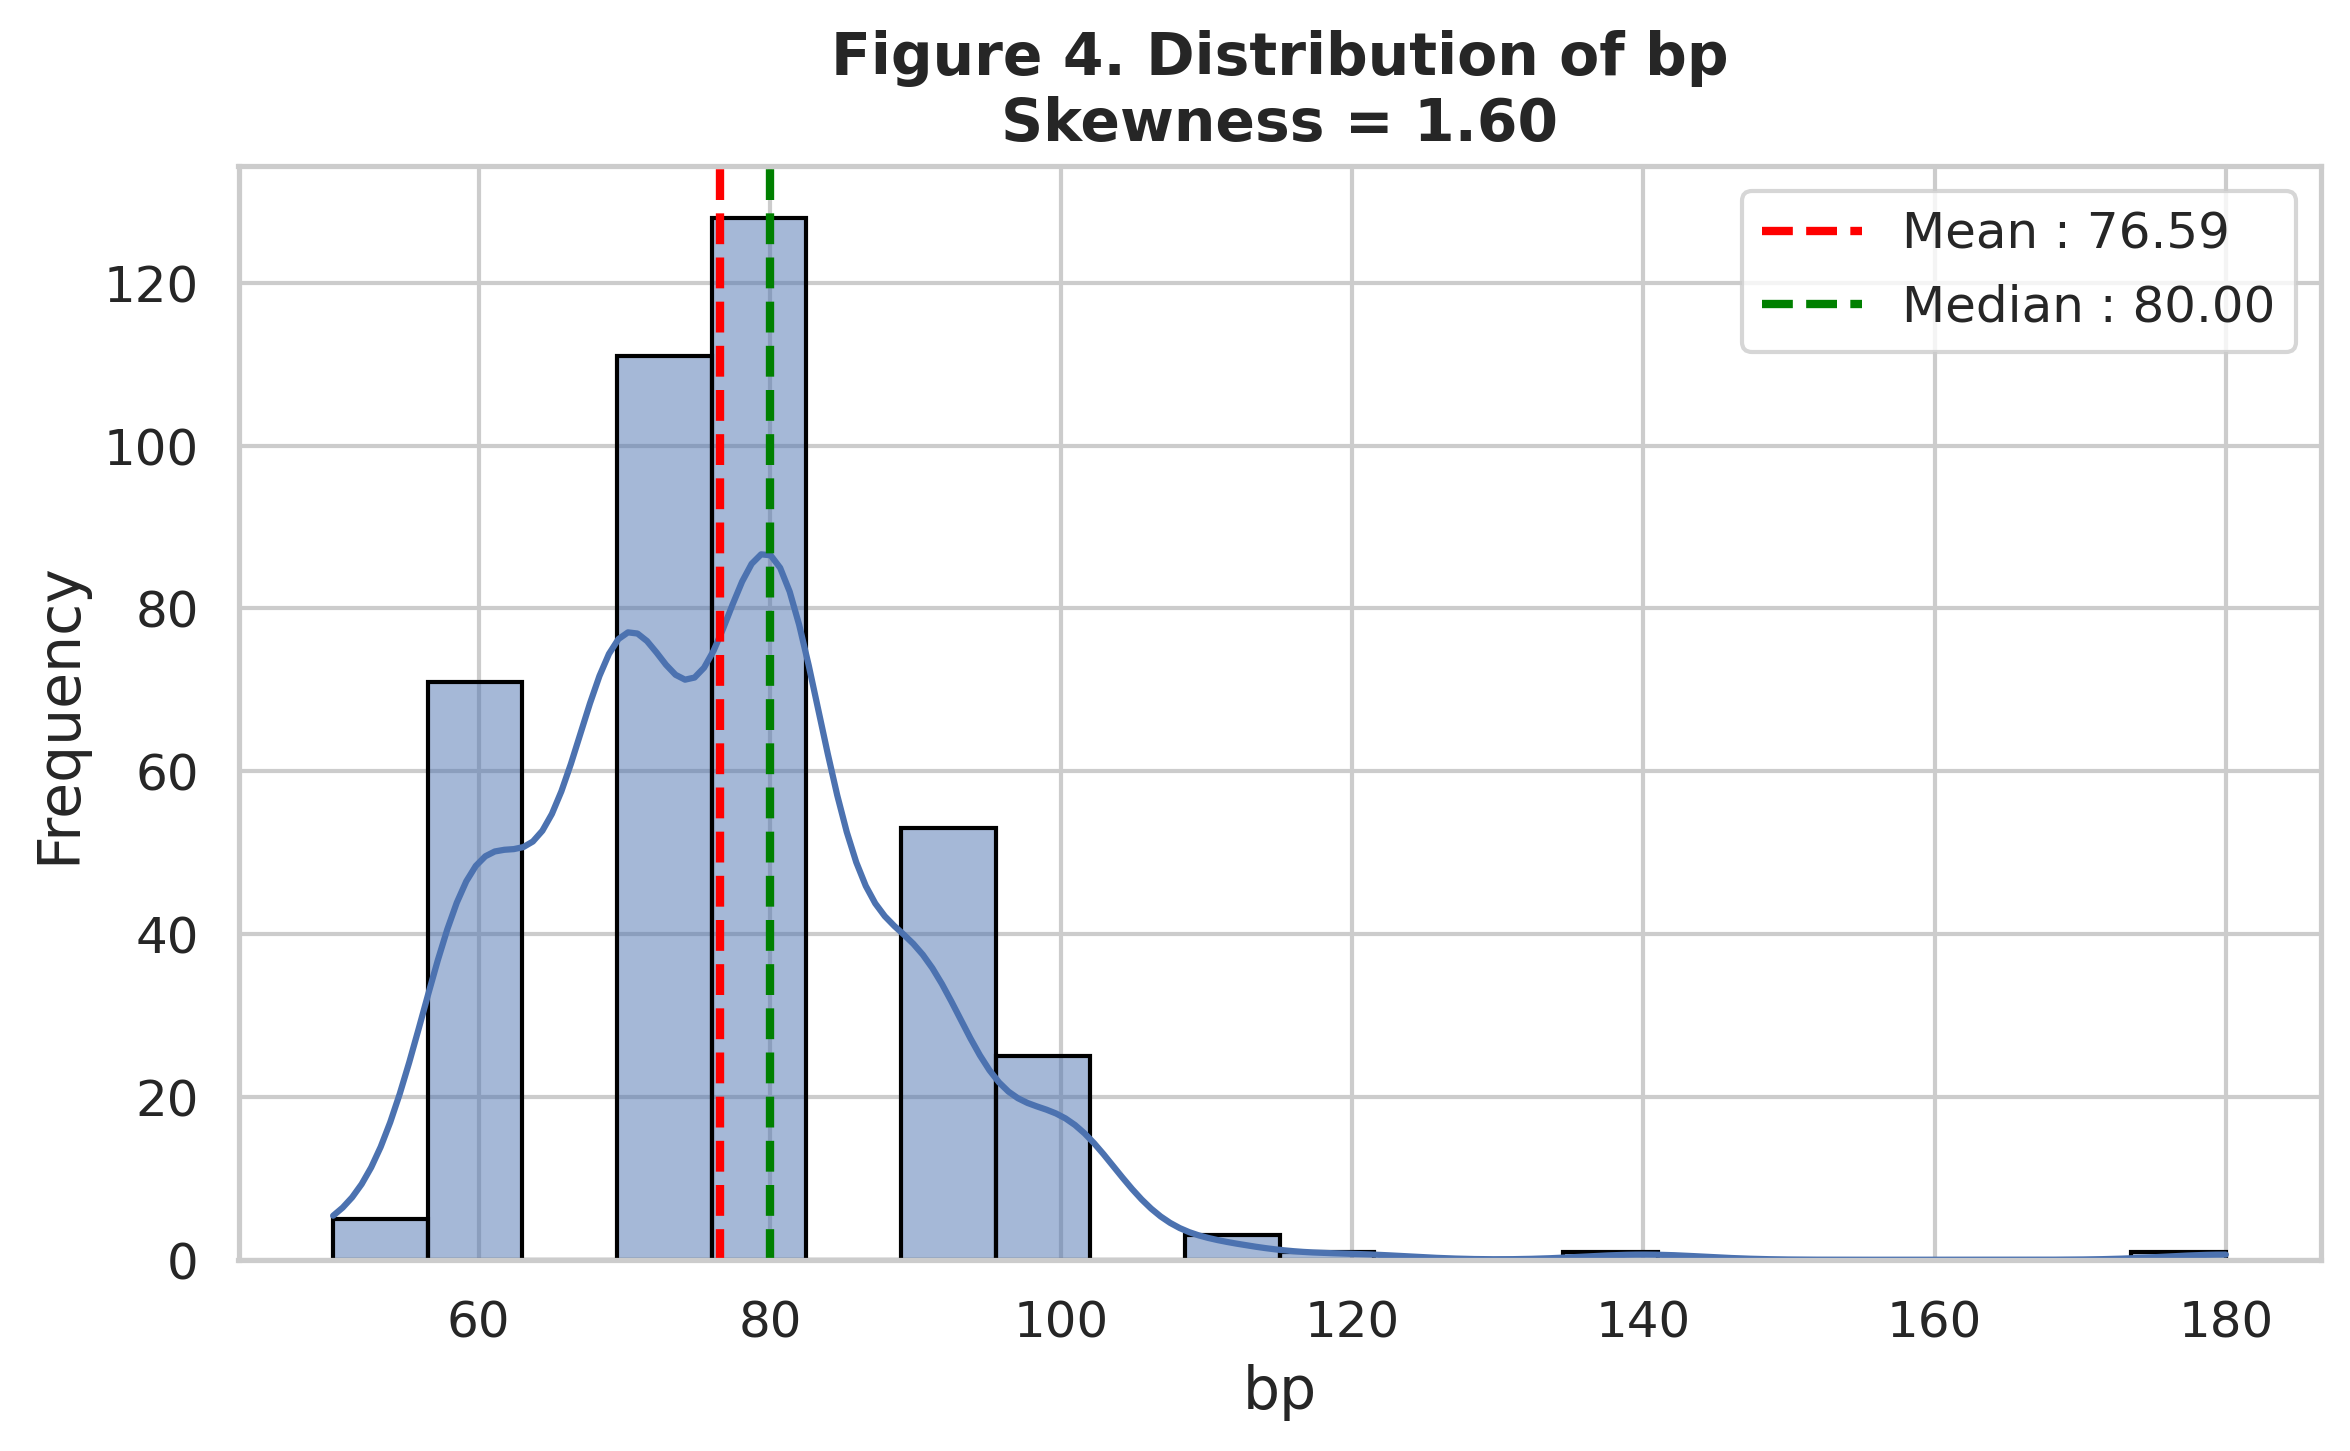 Figure 4. Distribution of bp
Skewness = 1.60
Mean : 76.59
Median : 80.00
Frequency
120
100
80
60
40
20
0
60 80 100 120 140 160 180
bp